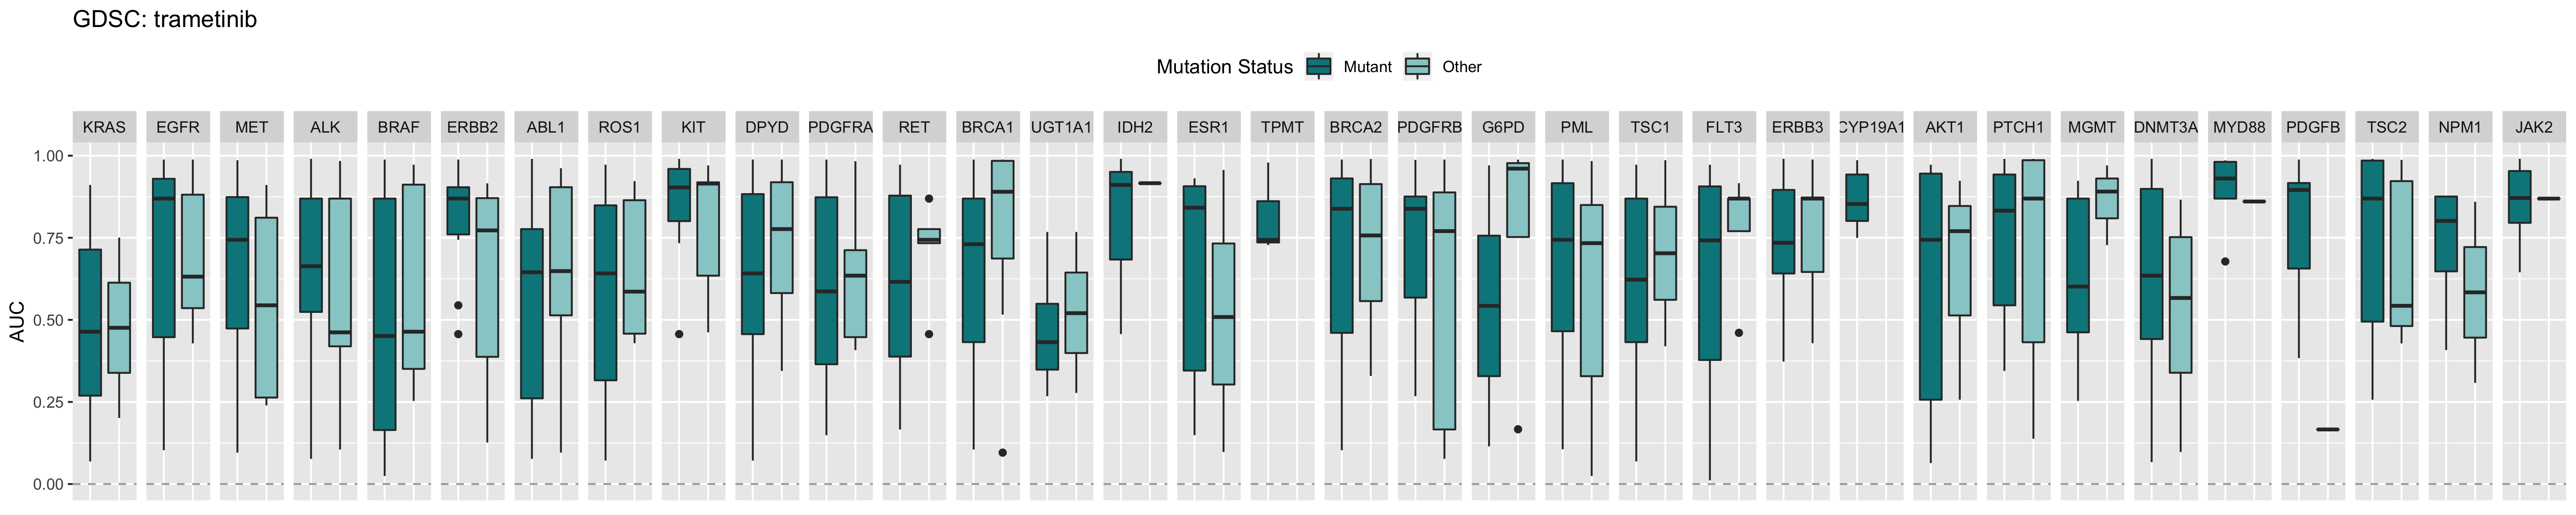 GDSC: trametinib
Mutation Status Mutant Other
KRAS EGFR MET ALK BRAF ERBB2 ABL1 ROS1 KIT DPYD PDGFRA RET BRCA1 UGT1A1 IDH2 ESR1 TPMT BRCA2 PDGFRB G6PD PML TSC1 FLT3 ERBB3 CYP19A1 AKT1 PTCH1 MGMT DNMT3A MYD88 PDGFB TSC2 NPM1 JAK2
1.00
0.75
0.50
0.25
0.00
AUC